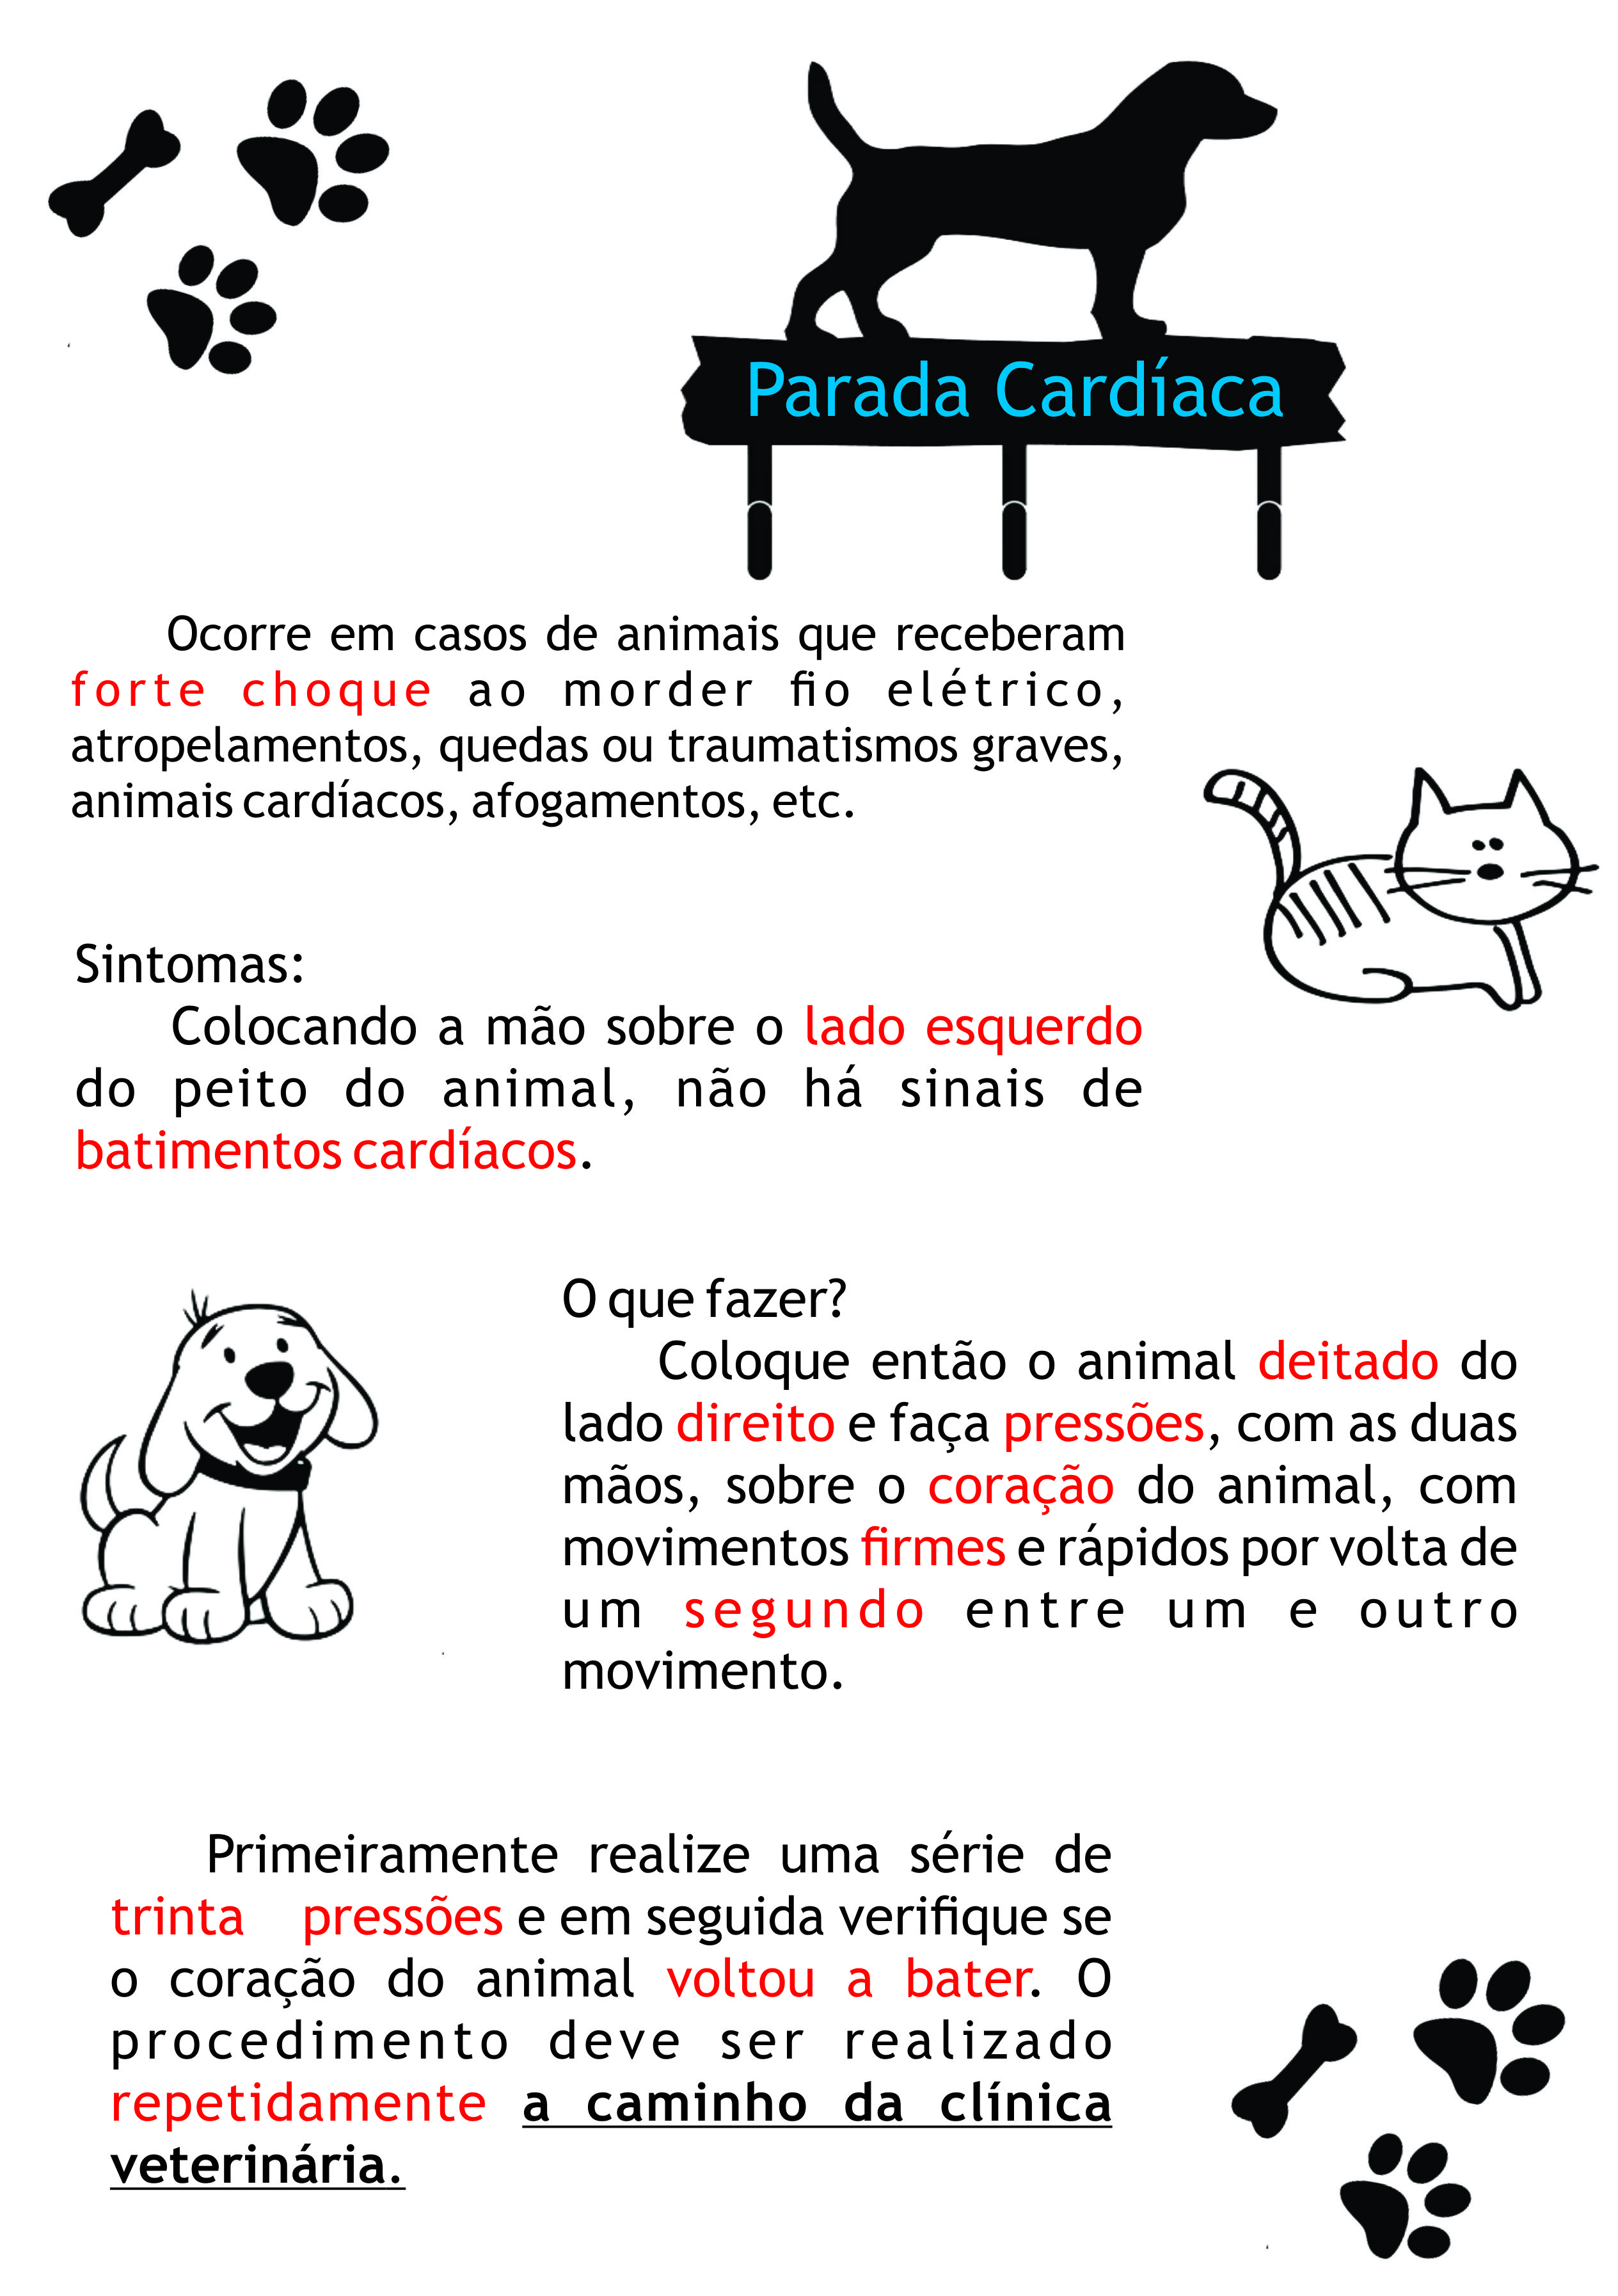 Parada Cardíaca
Ocorre em casos de animais que receberam
forte choque ao morder fio elétrico,
atropelamentos, quedas ou traumatismos graves,
animais cardíacos, afogamentos, etc.
Sintomas:
Colocando a mão sobre o lado esquerdo
do peito do animal, não há sinais de
batimentos cardíacos.
O que fazer?
Coloque então o animal deitado do
lado direito e faça pressões, com as duas
mãos, sobre o coração do animal, com
movimentos firmes e rápidos por volta de
um segundo entre um e outro
movimento.
Primeiramente realize uma série de
trinta pressões e em seguida verifique se
o coração do animal voltou a bater. O
procedimento deve ser realizado
repetidamente a caminho da clínica
veterinária.